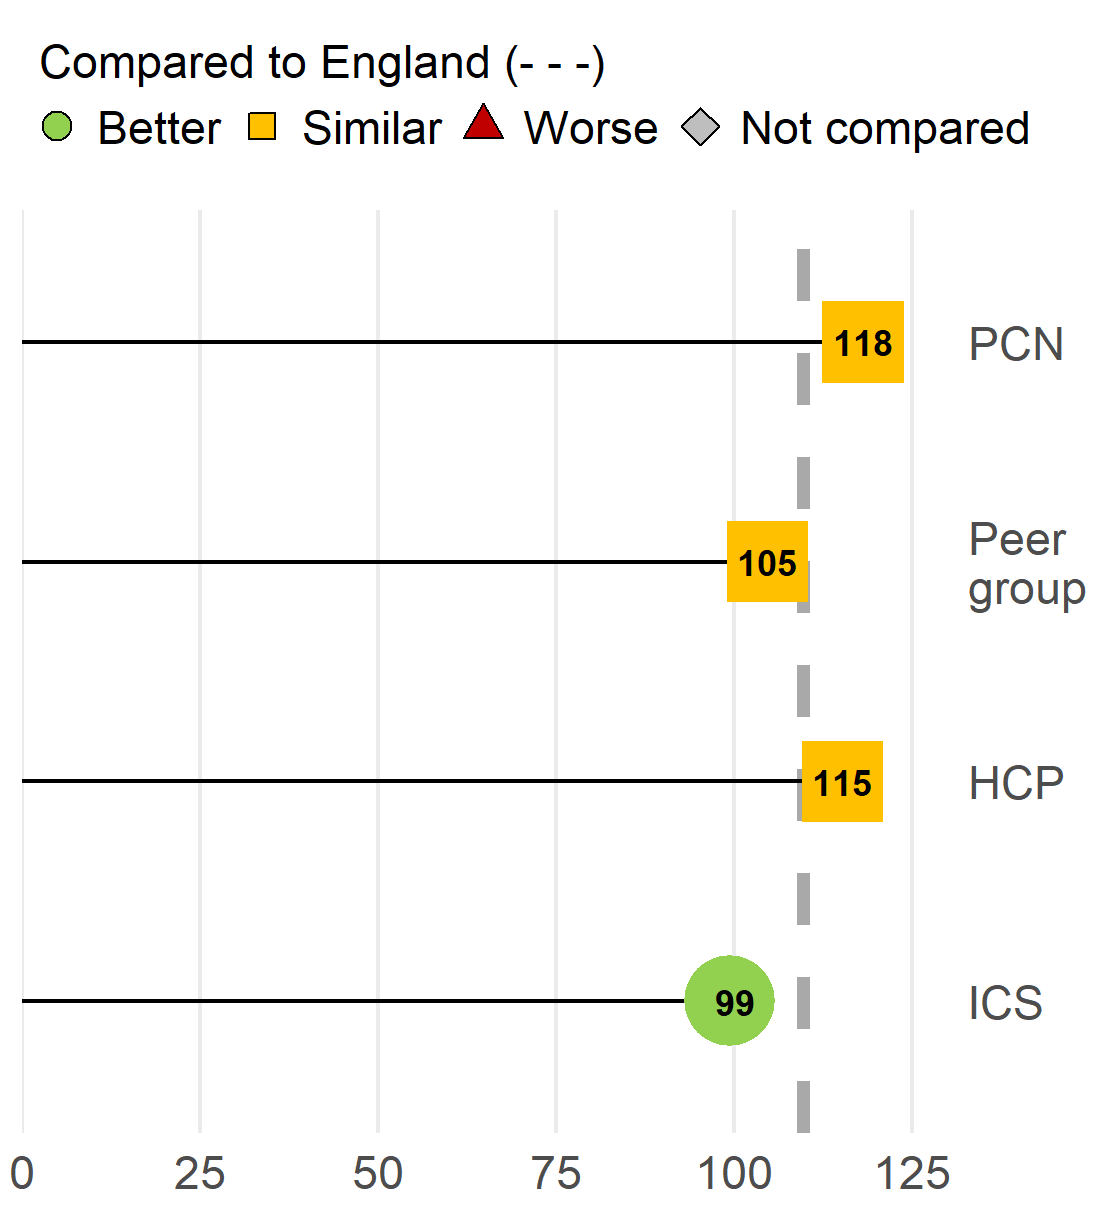 Compared to England (- - -)
Better Similar Worse Not compared
118 PCN
105 Peer
group
115 HCP
99 ICS
0 25 50 75 100 125